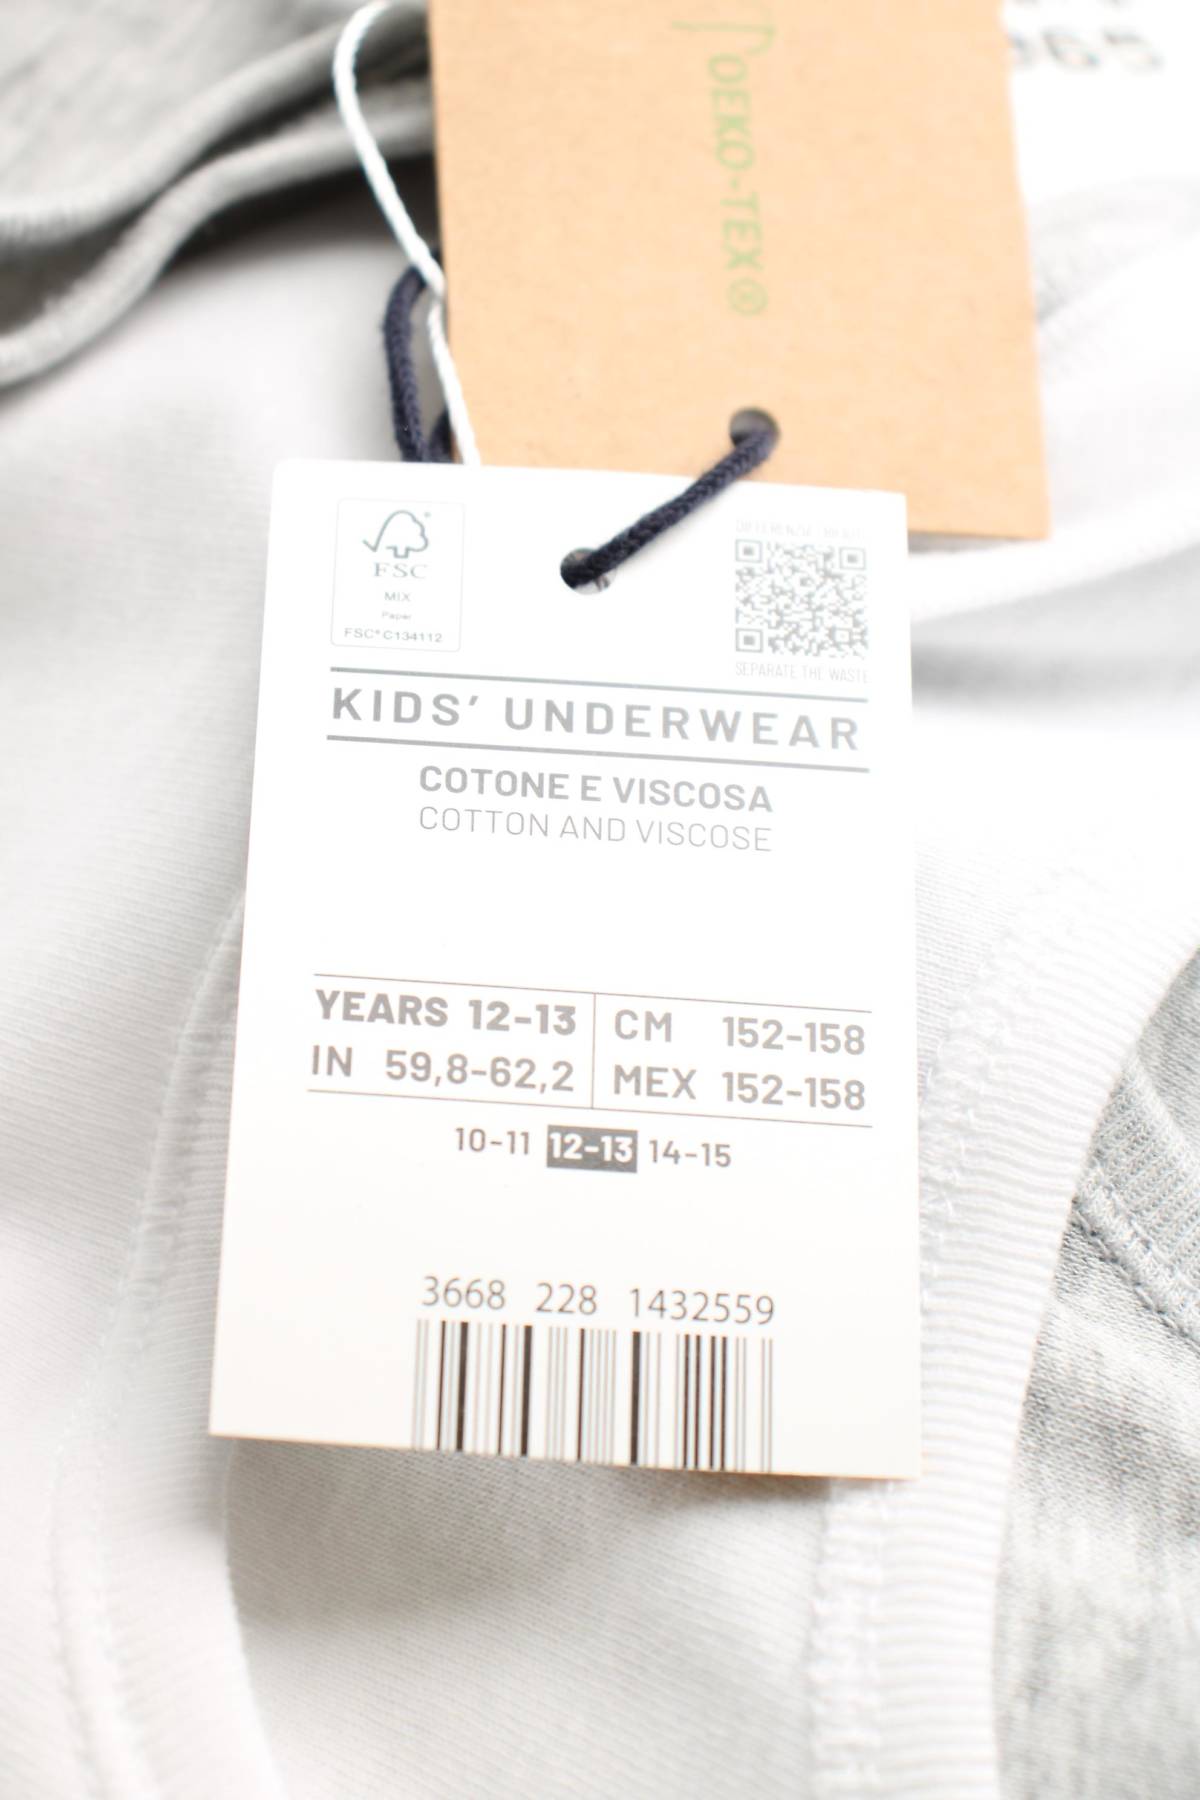 OEKO-TEX®
FSC
MIX
Paper
FSC® C134112
SEPARATE THE WASTE
KIDS' UNDERWEAR
COTONE E VISCOSA
COTTON AND VISCOSE
YEARS 12-13 CM 152-158
IN 59,8-62,2 MEX 152-158
10-11 12-13 14-15
3668 228 1432559